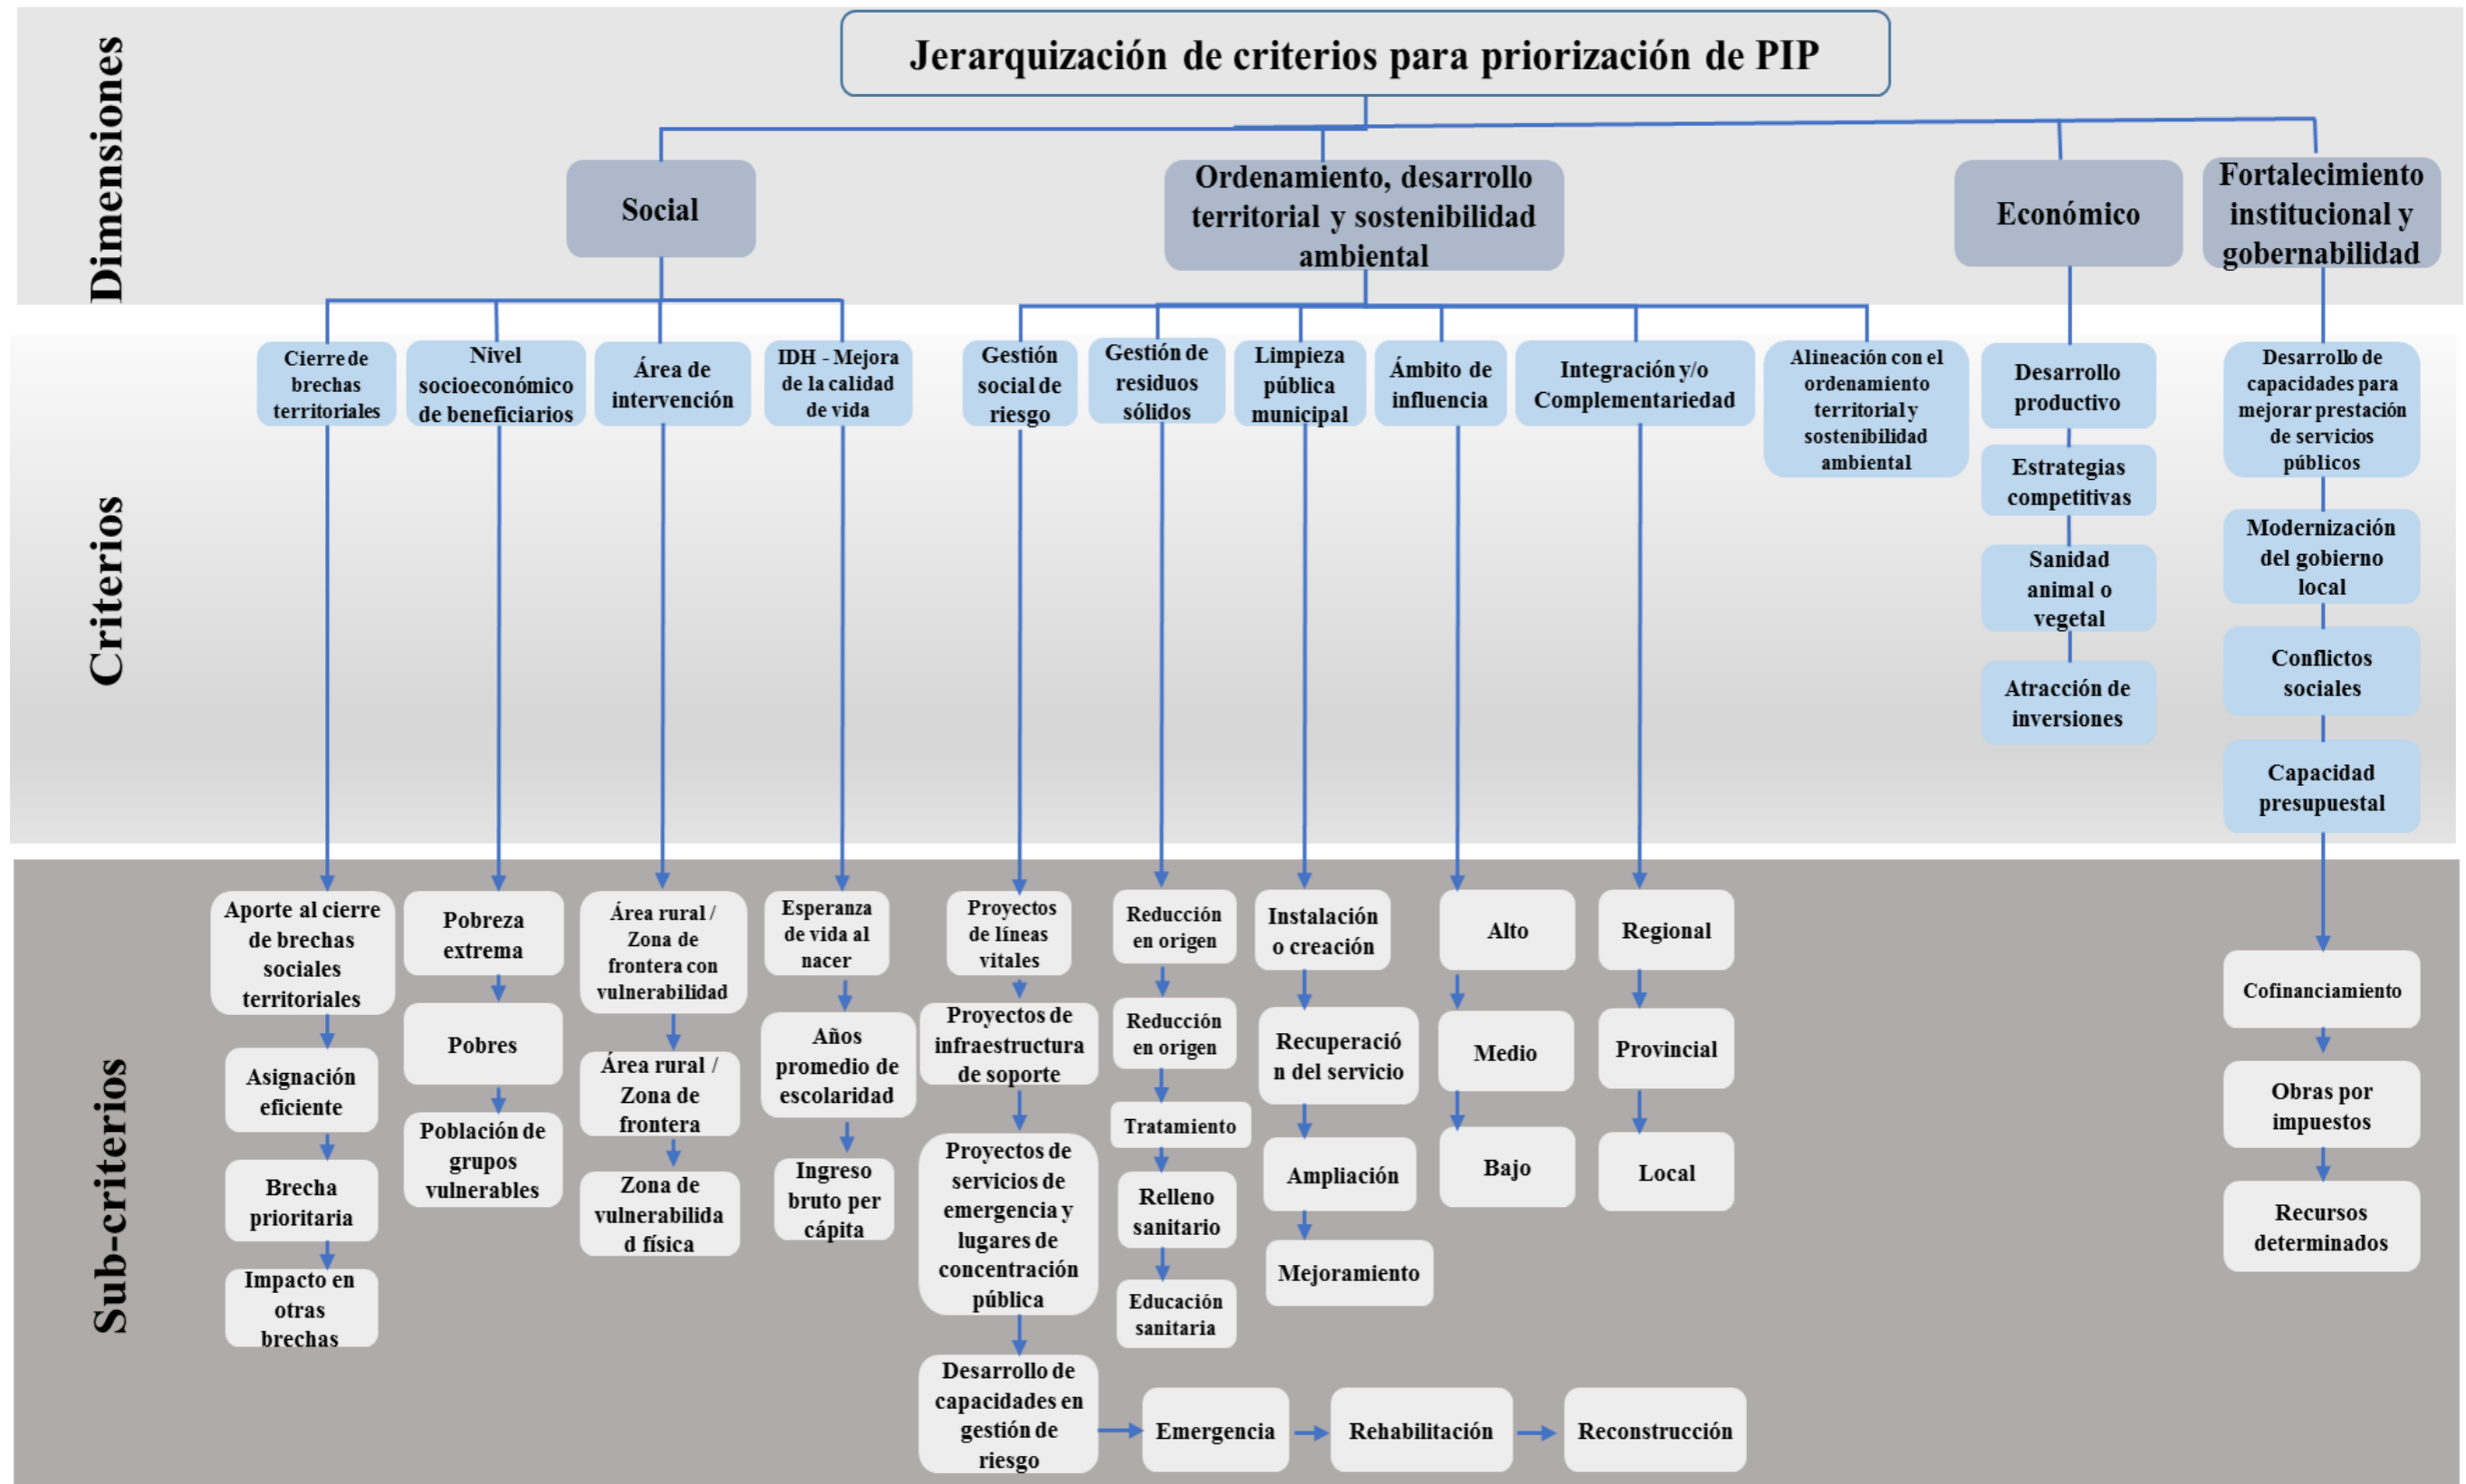 Jerarquización de criterios para priorización de PIP
Dimensiones
Social
Ordenamiento, desarrollo
territorial y sostenibilidad
ambiental
Económico
Fortalecimiento
institucional y
gobernabilidad
Criterios
Cierre de
brechas
territoriales
Nivel
socioeconómico
de beneficiarios
Área de
intervención
IDH - Mejora
de la calidad
de vida
Gestión
social de
riesgo
Gestión de
residuos
sólidos
Limpieza
pública
municipal
Ámbito de
influencia
Integración y/o
Complementariedad
Alineación con el
ordenamiento
territorial y
sostenibilidad
ambiental
Desarrollo
productivo
Estrategias
competitivas
Sanidad
animal o
vegetal
Atracción de
inversiones
Desarrollo de
capacidades para
mejorar prestación
de servicios
públicos
Modernización
del gobierno
local
Conflictos
sociales
Capacidad
presupuestal
Sub-criterios
Aporte al cierre
de brechas
sociales
territoriales
Asignación
eficiente
Brecha
prioritaria
Impacto en
otras
brechas
Pobreza
extrema
Pobres
Población de
grupos
vulnerables
Área rural /
Zona de
frontera con
vulnerabilidad
Área rural /
Zona de
frontera
Zona de
vulnerabilida
d física
Esperanza
de vida al
nacer
Años
promedio de
escolaridad
Ingreso
bruto per
cápita
Proyectos
de líneas
vitales
Proyectos de
infraestructura
de soporte
Proyectos de
servicios de
emergencia y
lugares de
concentración
pública
Desarrollo de
capacidades en
gestión de
riesgo
Emergencia
Rehabilitación
Reconstrucción
Reducción
en origen
Reducción
en origen
Tratamiento
Relleno
sanitario
Educación
sanitaria
Instalación
o creación
Recuperació
n del servicio
Ampliación
Mejoramiento
Alto
Medio
Bajo
Regional
Provincial
Local
Cofinanciamiento
Obras por
impuestos
Recursos
determinados